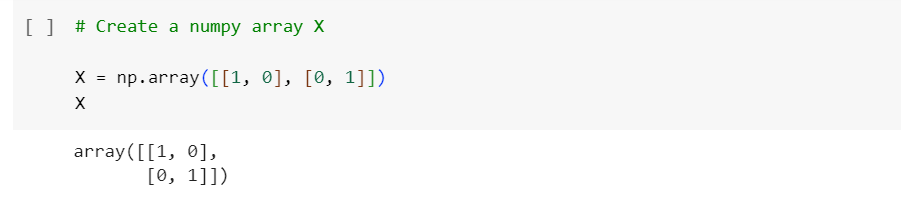 [ ] # Create a numpy array X
X = np.array([[1, 0], [0, 1]])
X
array([[1, 0],
[0, 1]])